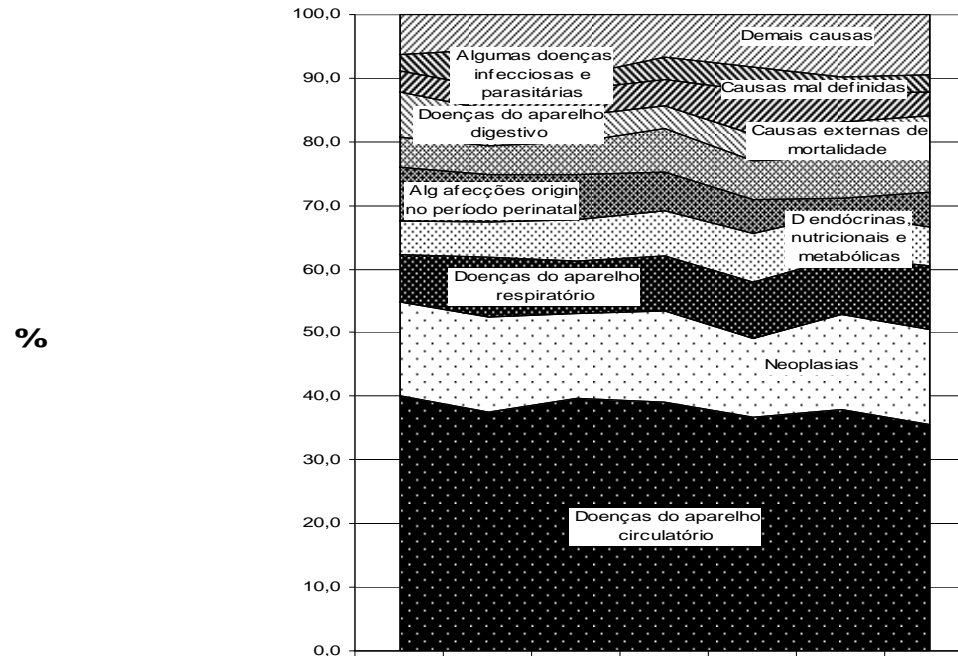 100,0
90,0
80,0
70,0
60,0
50,0
40,0
30,0
20,0
10,0
0,0
%
Demais causas
Algumas doenças
infecciosas e
parasitárias
Causas mal definidas
Doenças do aparelho
digestivo
Causas externas de
mortalidade
Alg afecções origin
no período perinatal
D endócrinas,
nutricionais e
metabólicas
Doenças do aparelho
respiratório
Neoplasias
Doenças do aparelho
circulatório